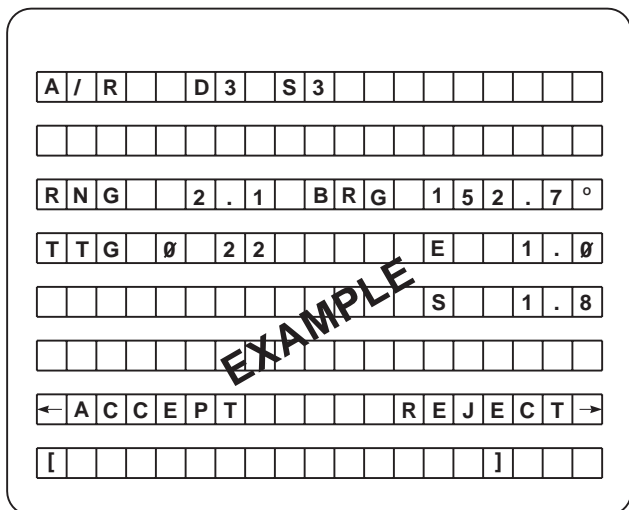 A/R D3 S3
RNG 2.1 BRG 152.7°
TTG Ø 22 E 1.Ø
S 1.8
EXAMPLE
←ACCEPT REJECT→
[ ]